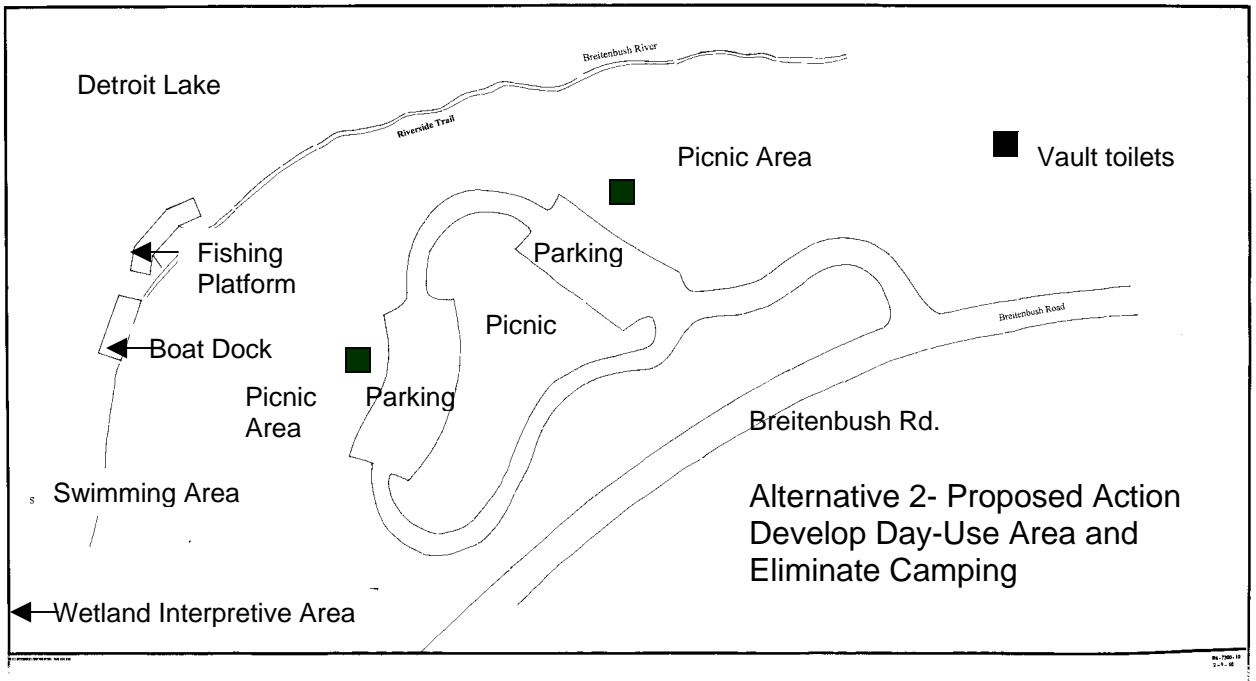 Breitenbush River
Detroit Lake
Riverside Trail
Picnic Area
Vault toilets
Fishing
Platform
Parking
Breitenbush Road
Picnic
Boat Dock
Picnic
Area
Parking
Breitenbush Rd.
S
Swimming Area
Alternative 2- Proposed Action
Develop Day-Use Area and
Eliminate Camping
Wetland Interpretive Area